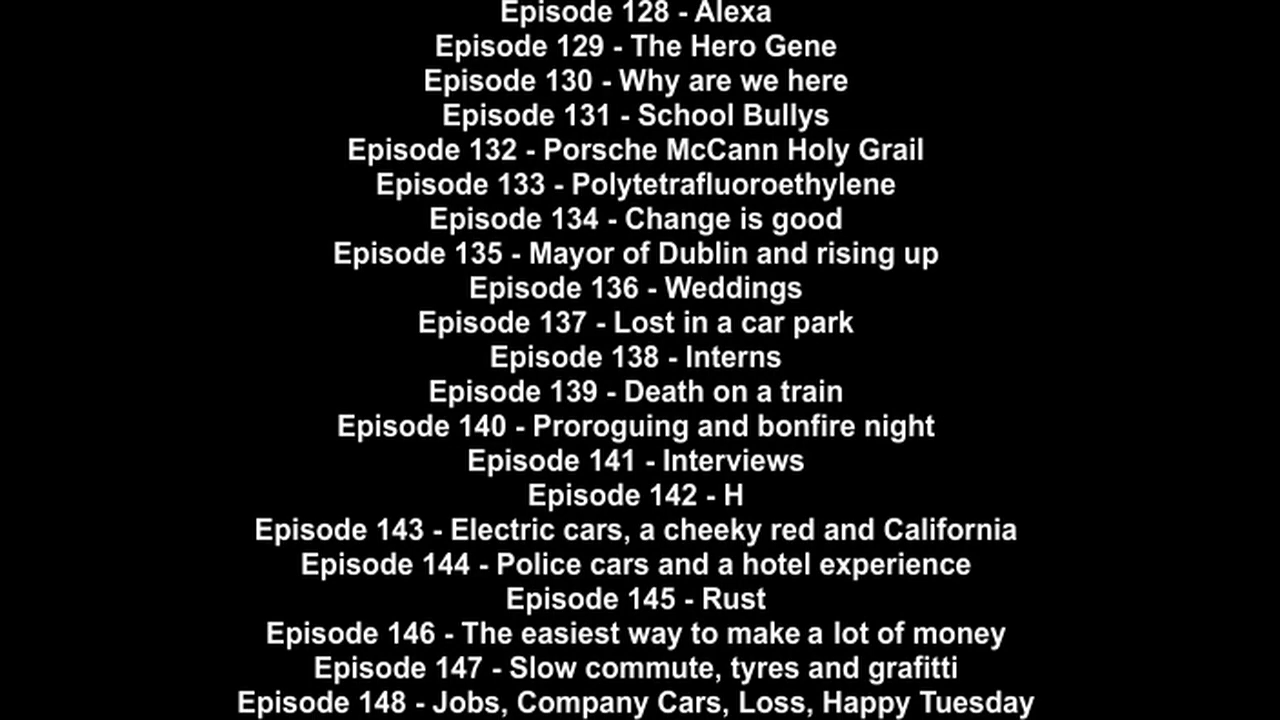 Episode 128 - Alexa
Episode 129 - The Hero Gene
Episode 130 - Why are we here
Episode 131 - School Bullys
Episode 132 - Porsche McCann Holy Grail
Episode 133 - Polytetrafluoroethylene
Episode 134 - Change is good
Episode 135 - Mayor of Dublin and rising up
Episode 136 - Weddings
Episode 137 - Lost in a car park
Episode 138 - Interns
Episode 139 - Death on a train
Episode 140 - Proroguing and bonfire night
Episode 141 - Interviews
Episode 142 - H
Episode 143 - Electric cars, a cheeky red and California
Episode 144 - Police cars and a hotel experience
Episode 145 - Rust
Episode 146 - The easiest way to make a lot of money
Episode 147 - Slow commute, tyres and grafitti
Episode 148 - Jobs, Company Cars, Loss, Happy Tuesday